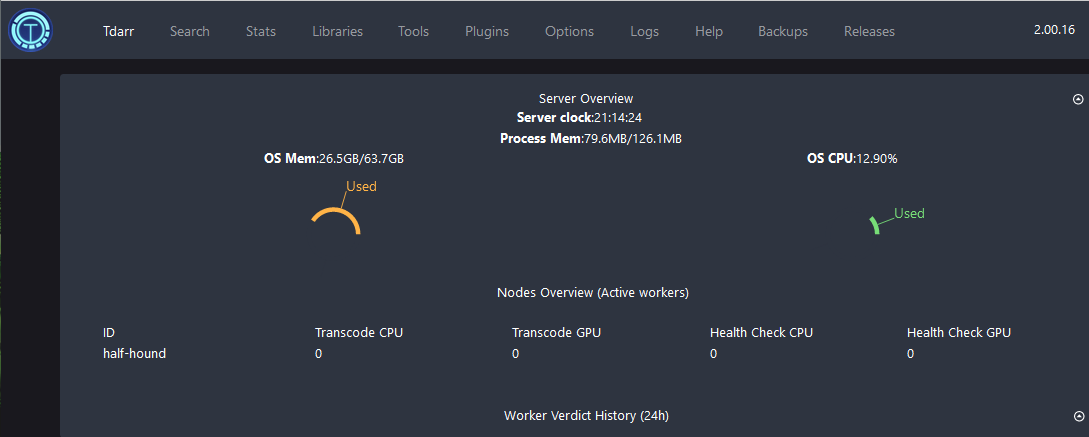 T Tdarr Search Stats Libraries Tools Plugins Options Logs Help Backups Releases 2.00.16
Server Overview
Server clock:21:14:24
Process Mem:79.6MB/126.1MB
OS Mem:26.5GB/63.7GB OS CPU:12.90%
Used
Used
Nodes Overview (Active workers)
ID Transcode CPU Transcode GPU Health Check CPU Health Check GPU
half-hound 0 0 0 0
Worker Verdict History (24h)